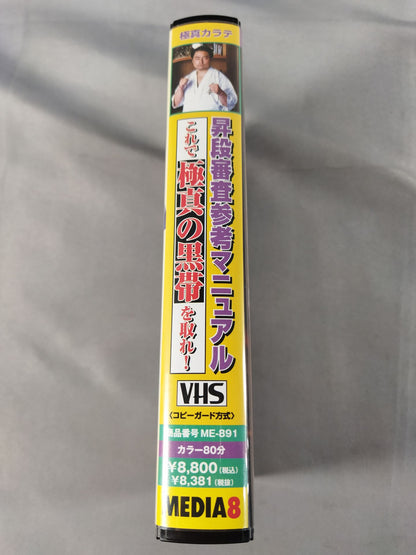 極真カラテ
昇段審査参考マニュアル
これで極真の黒帯を取れ!
VHS
〈コピーガード方式〉
商品番号 ME-891
カラー80分
¥8,800(税込)
¥8,381(税抜)
MEDIA8